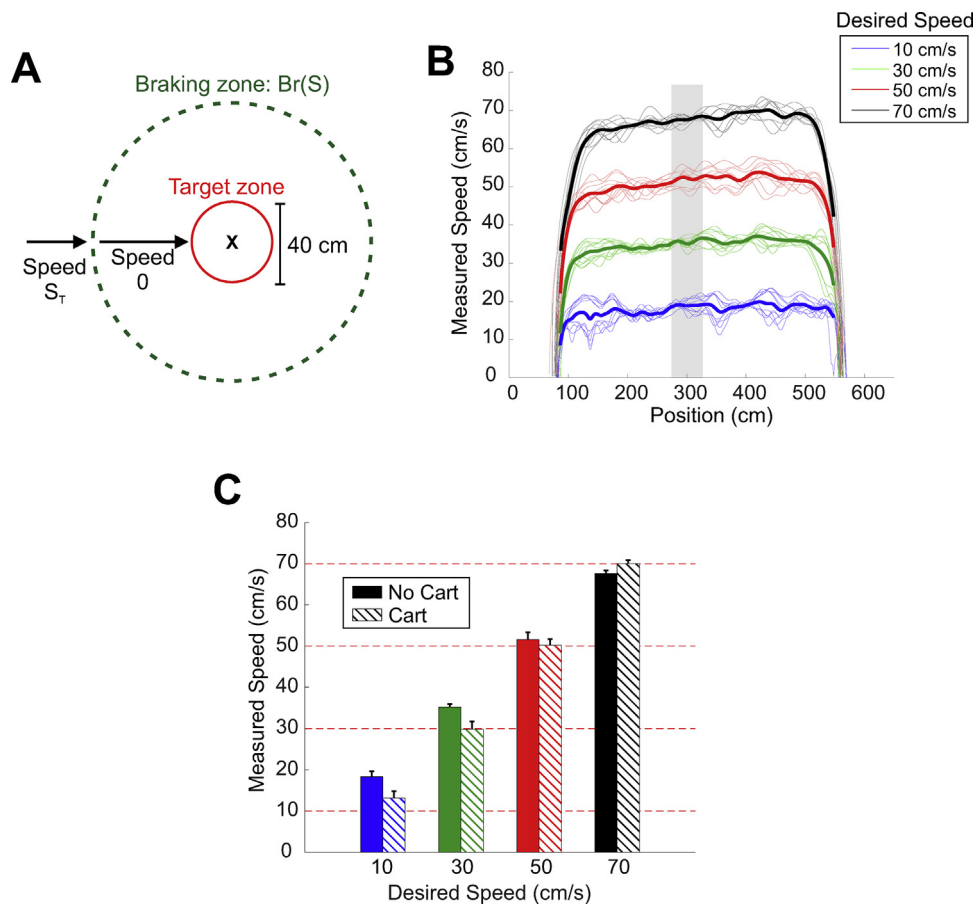 A
Braking zone: Br(S)
Target zone
X
40 cm
Speed
S_T
Speed
0
B
Desired Speed
10 cm/s
30 cm/s
50 cm/s
70 cm/s
Measured Speed (cm/s)
80
70
60
50
40
30
20
10
0
0 100 200 300 400 500 600
Position (cm)
C
Measured Speed (cm/s)
80
70
60
50
40
30
20
10
0
No Cart
Cart
10 30 50 70
Desired Speed (cm/s)